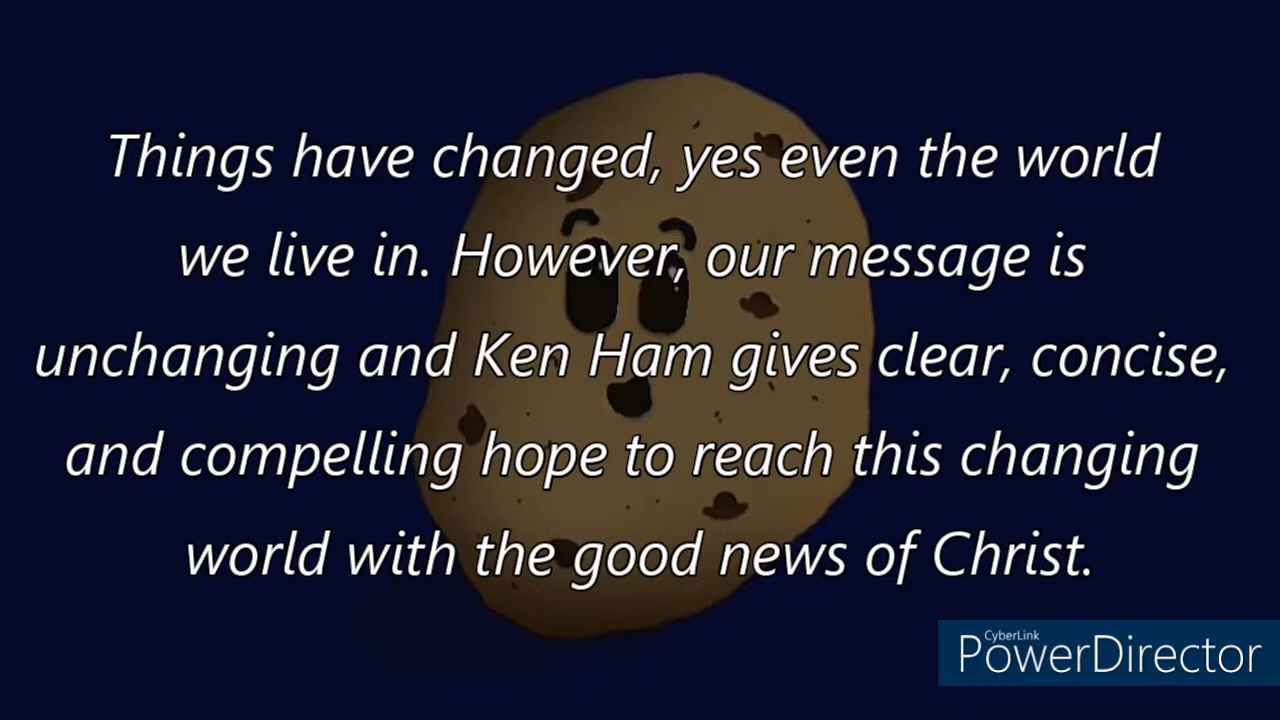 Things have changed, yes even the world
we live in. However, our message is
unchanging and Ken Ham gives clear, concise,
and compelling hope to reach this changing
world with the good news of Christ.
CyberLink
PowerDirector